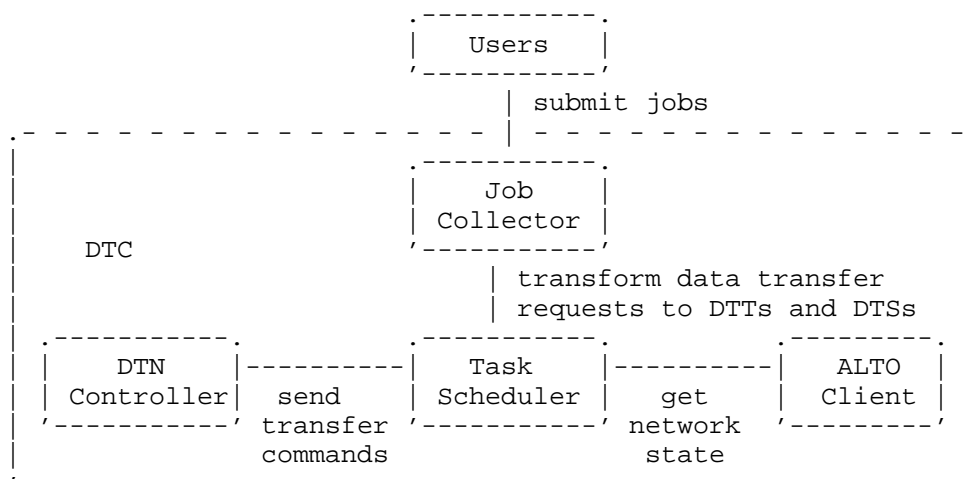 Users
submit jobs
Job
Collector
DTC
transform data transfer
requests to DTTs and DTSs
DTN Task ALTO
Controller send Scheduler get Client
transfer network
commands state